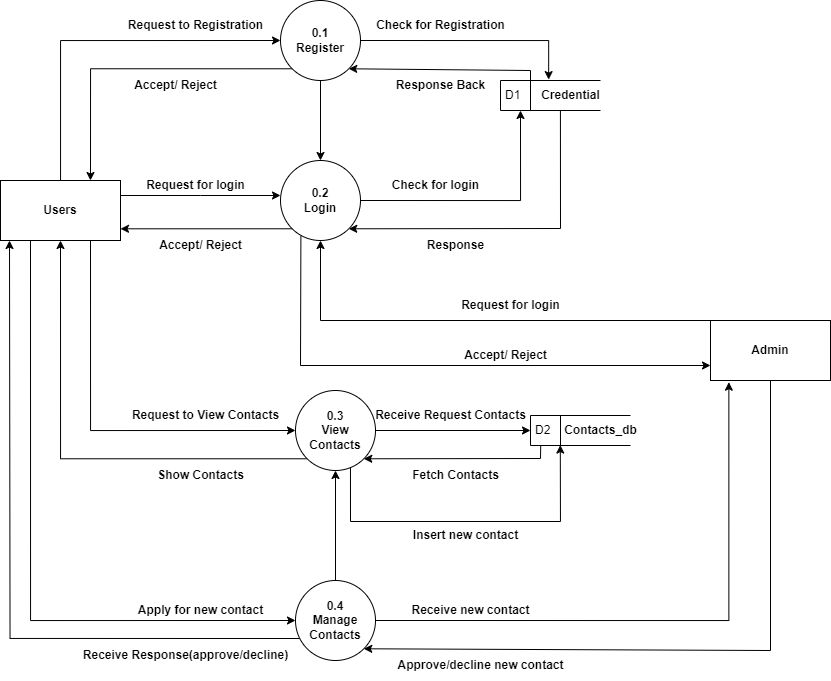 Request to Registration
0.1
Register
Check for Registration
Accept/ Reject
Response Back
D1
Credential
Request for login
0.2
Login
Check for login
Users
Accept/ Reject
Response
Request for login
Admin
Accept/ Reject
Request to View Contacts
0.3
View
Contacts
Receive Request Contacts
D2
Contacts_db
Show Contacts
Fetch Contacts
Insert new contact
Apply for new contact
0.4
Manage
Contacts
Receive new contact
Receive Response(approve/decline)
Approve/decline new contact